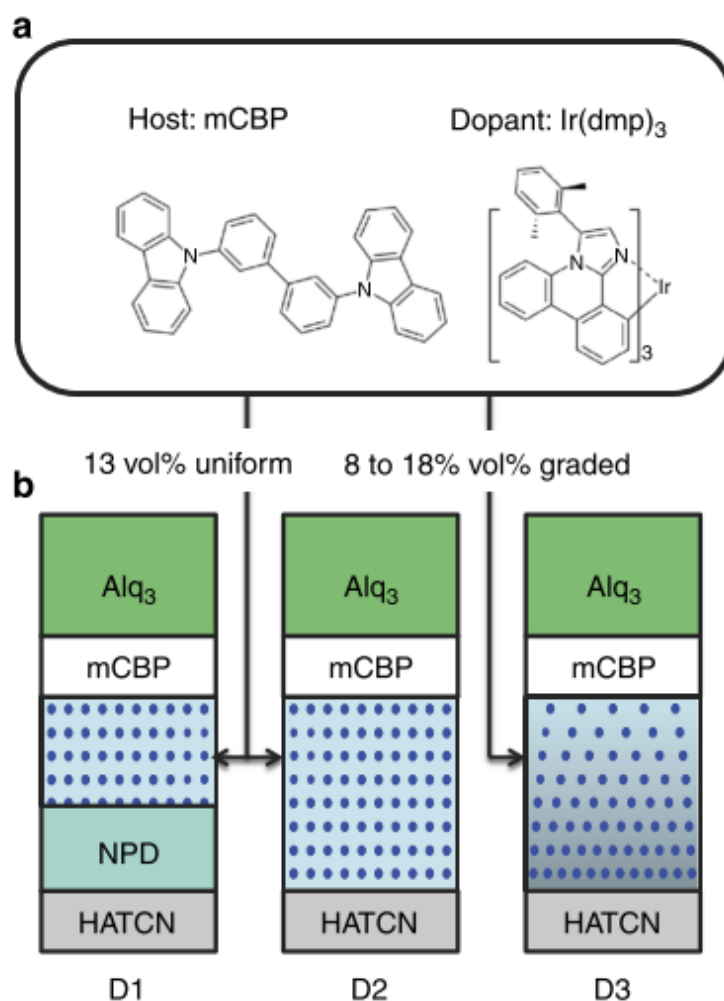 a
Host: mCBP
Dopant: Ir(dmp)₃
N
N
N
N
Ir
3
13 vol% uniform
8 to 18% vol% graded
b
Alq₃
Alq₃
Alq₃
mCBP
mCBP
mCBP
NPD
HATCN
HATCN
HATCN
D1
D2
D3